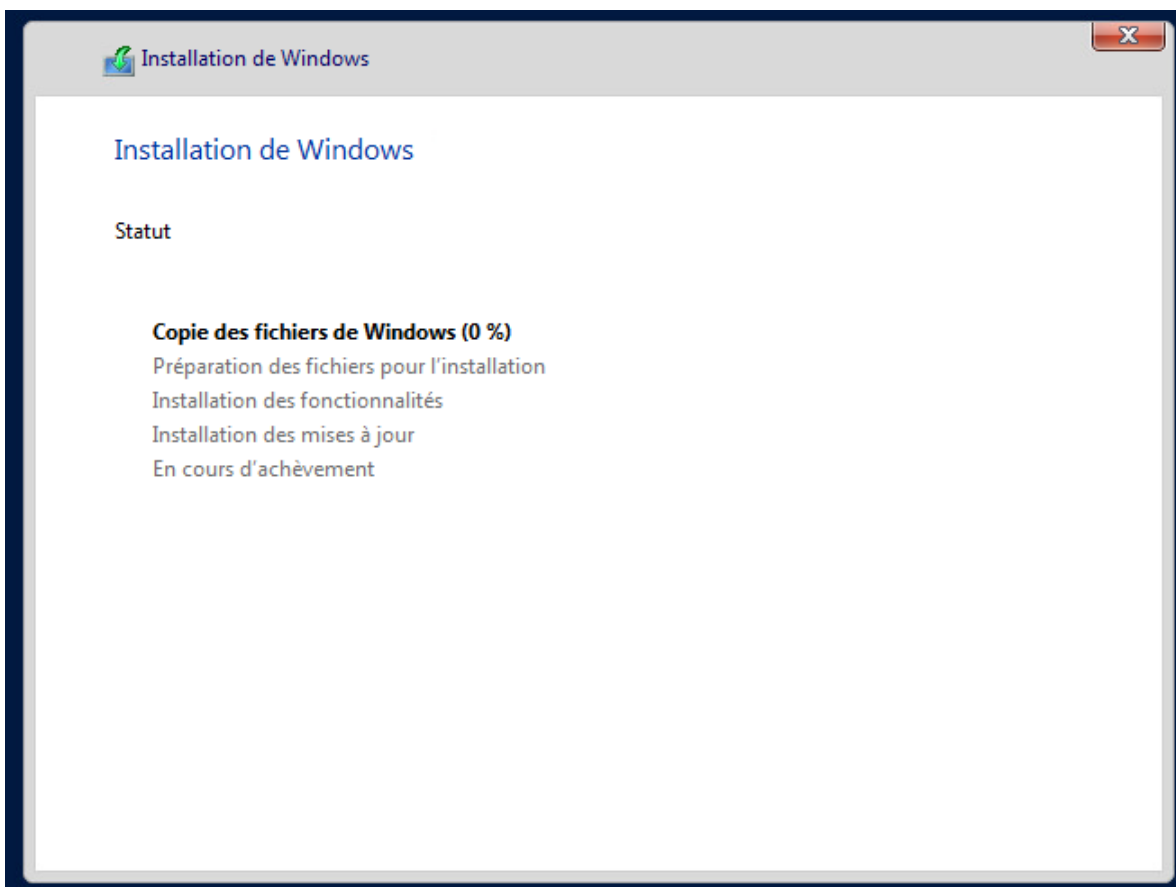 Installation de Windows
Installation de Windows
Statut
Copie des fichiers de Windows (0 %)
Préparation des fichiers pour l'installation
Installation des fonctionnalités
Installation des mises à jour
En cours d'achèvement